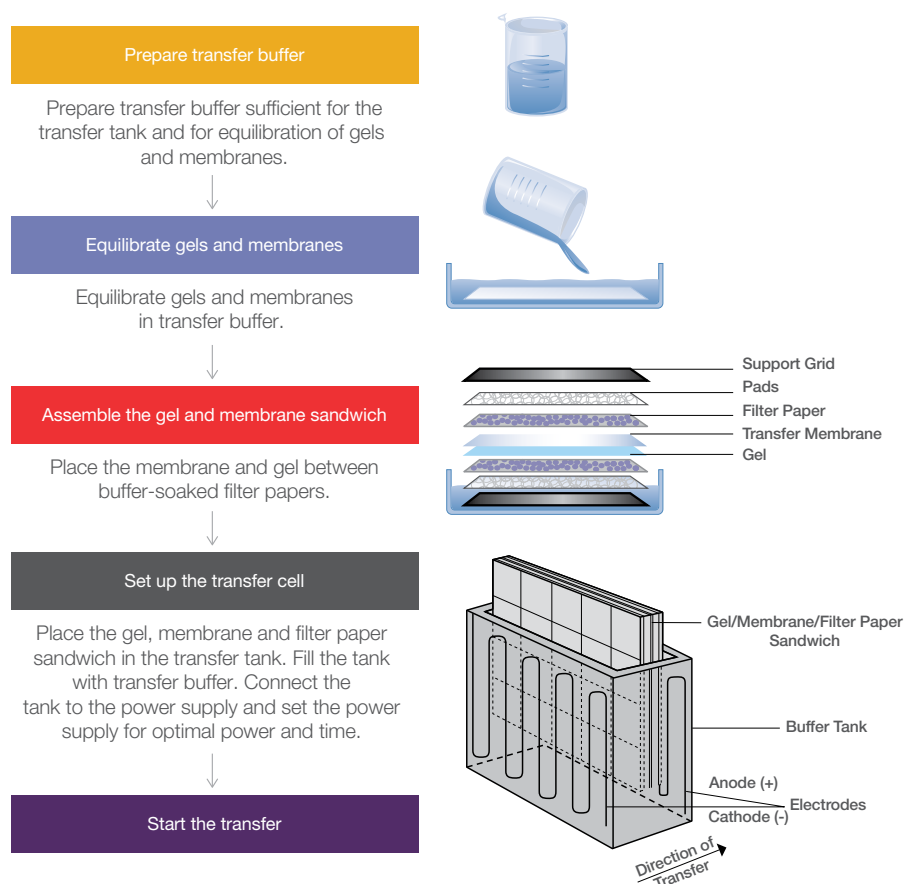 Prepare transfer buffer
Prepare transfer buffer sufficient for the
transfer tank and for equilibration of gels
and membranes.
Equilibrate gels and membranes
Equilibrate gels and membranes
in transfer buffer.
Assemble the gel and membrane sandwich
Place the membrane and gel between
buffer-soaked filter papers.
Support Grid
Pads
Filter Paper
Transfer Membrane
Gel
Set up the transfer cell
Place the gel, membrane and filter paper
sandwich in the transfer tank. Fill the tank
with transfer buffer. Connect the
tank to the power supply and set the power
supply for optimal power and time.
Gel/Membrane/Filter Paper
Sandwich
Buffer Tank
Anode (+)
Electrodes
Cathode (-)
Direction of
Transfer
Start the transfer